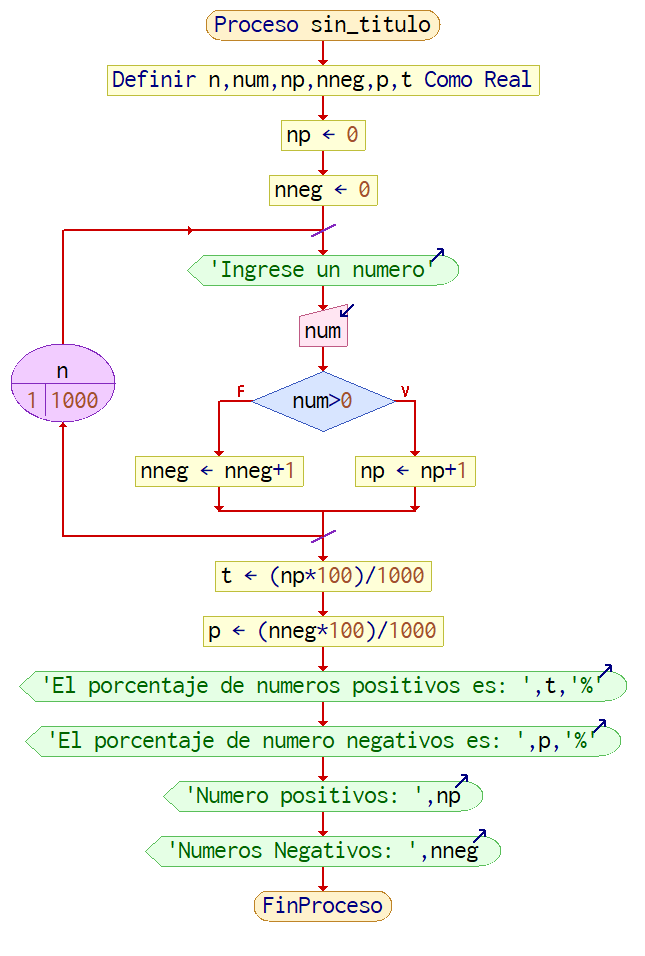 Proceso sin_titulo
Definir n,num,np,nneg,p,t Como Real
np ← 0
nneg ← 0
'Ingrese un numero'
num
n
1 1000
F
num>0
V
nneg ← nneg+1
np ← np+1
t ← (np*100)/1000
p ← (nneg*100)/1000
'El porcentaje de numeros positivos es: ',t,'%'
'El porcentaje de numero negativos es: ',p,'%'
'Numero positivos: ',np
'Numeros Negativos: ',nneg
FinProceso